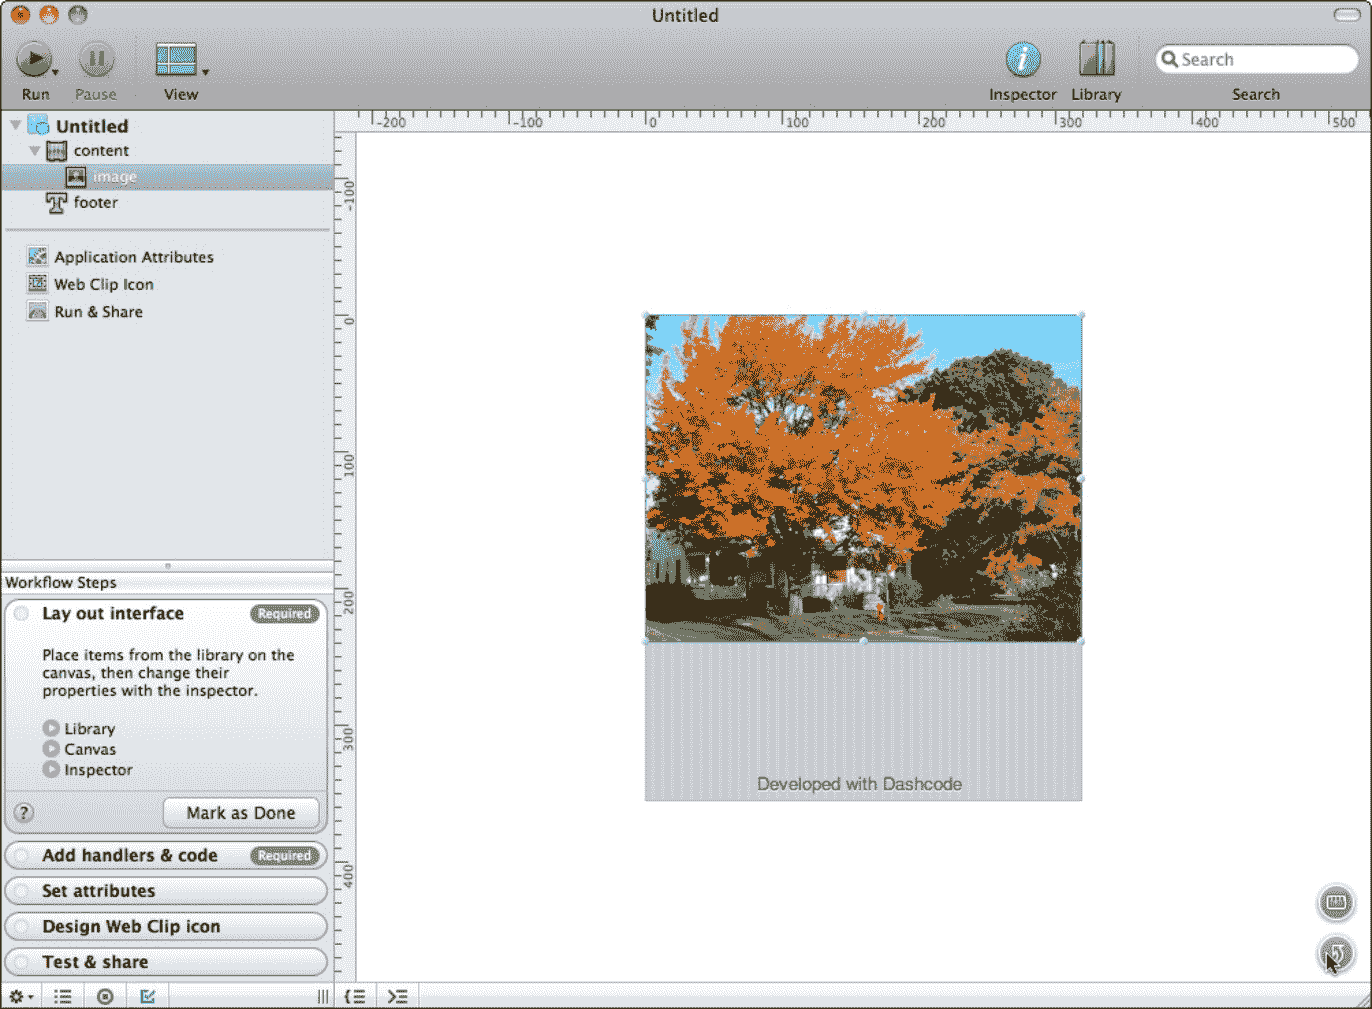 Untitled
Run
Pause
View
Inspector
Library
Search
Search
Untitled
content
image
footer
Application Attributes
Web Clip Icon
Run & Share
-200
-100
0
100
200
300
400
500
-100
0
100
200
300
400
Workflow Steps
Lay out interface
Required
Place items from the library on the
canvas, then change their
properties with the inspector.
Library
Canvas
Inspector
?
Mark as Done
Add handlers & code
Required
Set attributes
Design Web Clip icon
Test & share
Developed with Dashcode